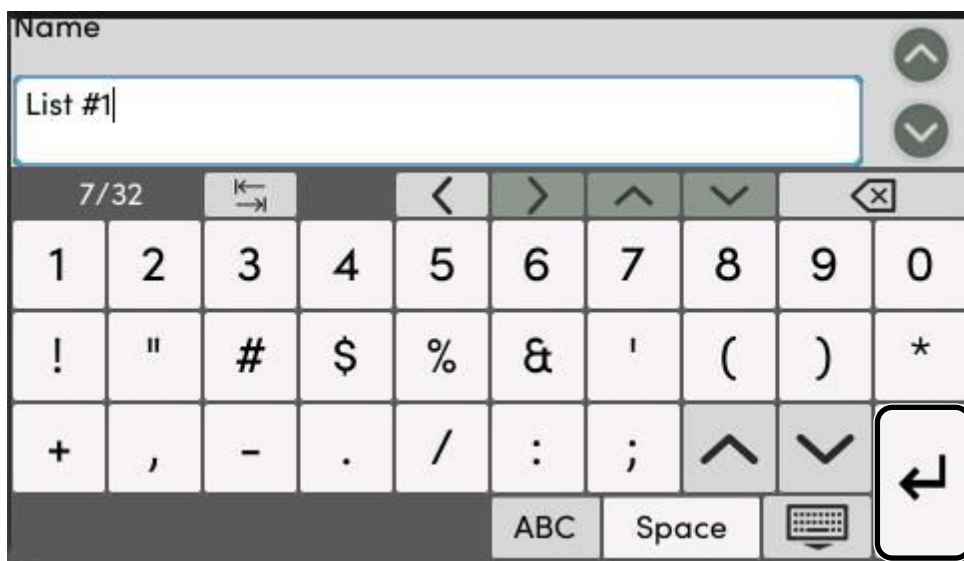 Name
List #1
7/32
1 2 3 4 5 6 7 8 9 0
! " # $ % & ' ( ) *
+ , - . / : ;
ABC Space